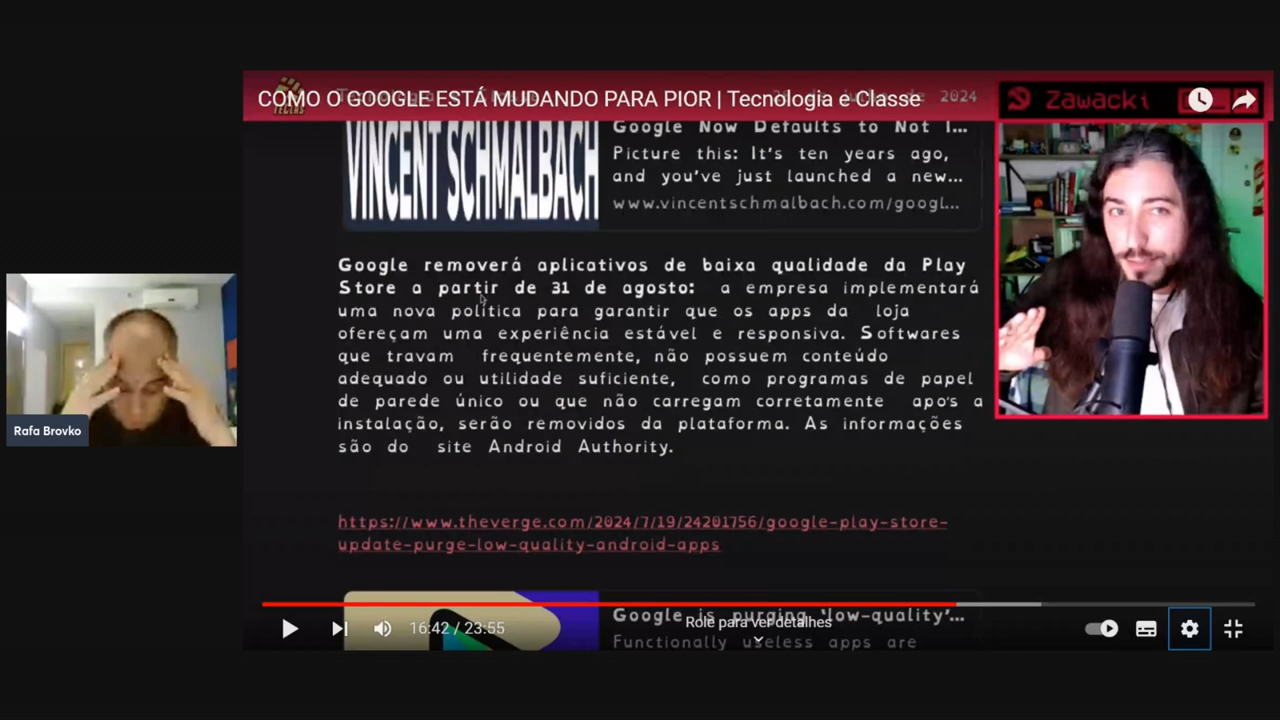 COMO O GOOGLE ESTÁ MUDANDO PARA PIOR | Tecnologia e Classe
2024
Zawacki
TECLAS
VINCENT SCHMALBACH
Google Now Defaults to Not I...
Picture this: It's ten years ago,
and you've just launched a new...
www.vincentschmalbach.com/googl...
Google removerá aplicativos de baixa qualidade da Play
Store a partir de 31 de agosto: a empresa implementará
uma nova política para garantir que os apps da loja
ofereçam uma experiência estável e responsiva. Softwares
que travam frequentemente, não possuem conteúdo
adequado ou utilidade suficiente, como programas de papel
de parede único ou que não carregam corretamente apo's a
instalação, serão removidos da plataforma. As informações
são do site Android Authority.
https://www.theverge.com/2024/7/19/24201756/google-play-store-
update-purge-low-quality-android-apps
Google is purging 'low-quality'...
Functionally useless apps are
Rafa Brovko
16:42 / 23:55
Role para ver detalhes